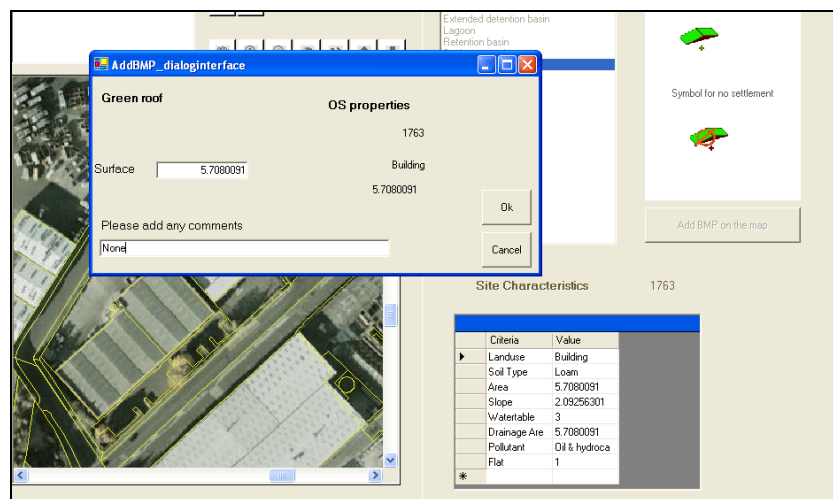 Extended detention basin
Lagoon
Retention basin
AddBMP_dialoginterface
Green roof
OS properties
1763
Surface
5.7080091
Building
5.7080091
Please add any comments
None
Ok
Cancel
Symbol for no settlement
Add BMP on the map
Site Characteristics
1763
Criteria Value
Landuse Building
Soil Type Loam
Area 5.7080091
Slope 2.09256301
Watertable 3
Drainage Are 5.7080091
Pollutant Oil & hydroca
Flat 1